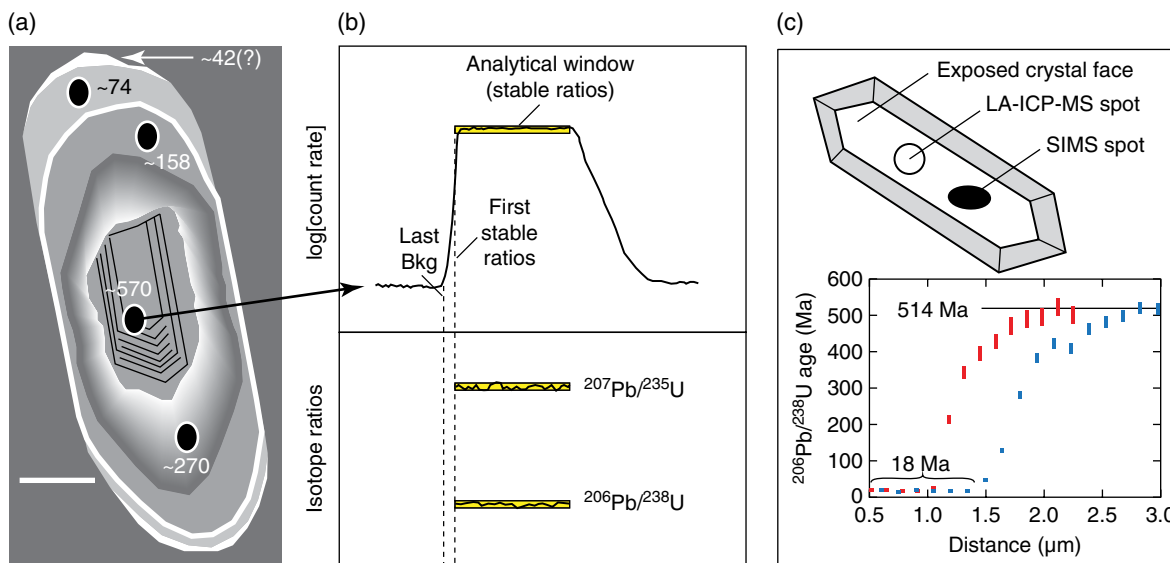 (a)
~42(?)
~74
~158
~570
~270
(b)
Analytical window
(stable ratios)
log[count rate]
Last
Bkg
First
stable
ratios
Isotope ratios
²⁰⁷Pb/²³⁵U
²⁰⁶Pb/²³⁸U
(c)
Exposed crystal face
LA-ICP-MS spot
SIMS spot
²⁰⁶Pb/²³⁸U age (Ma)
600
500
400
300
200
100
0
514 Ma
18 Ma
0.5
1.0
1.5
2.0
2.5
3.0
Distance (µm)